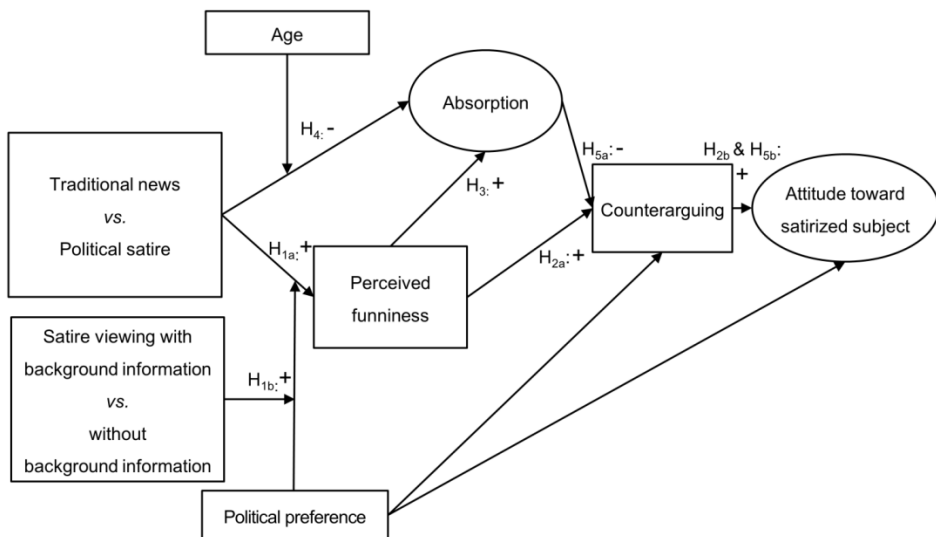 Age
Absorption
H4: -
H5a: -
H2b & H5b:
+
Traditional news
vs.
Political satire
H3: +
Counterarguing
Attitude toward
satirized subject
H1a: +
H2a: +
Perceived
funniness
Satire viewing with
background information
vs.
without
background information
H1b: +
Political preference